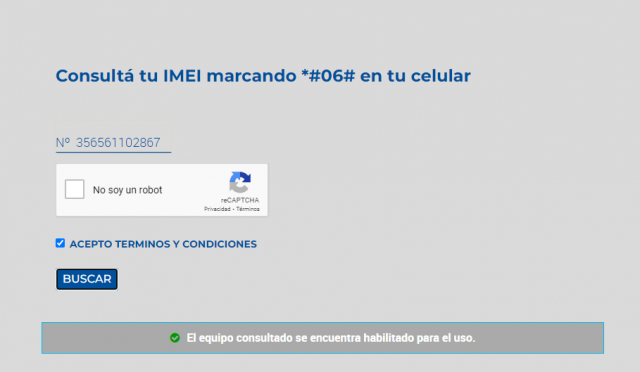 Consultá tu IMEI marcando *#06# en tu celular
Nº 356561102867
No soy un robot
reCAPTCHA
Privacidad - Términos
ACEPTO TERMINOS Y CONDICIONES
BUSCAR
El equipo consultado se encuentra habilitado para el uso.